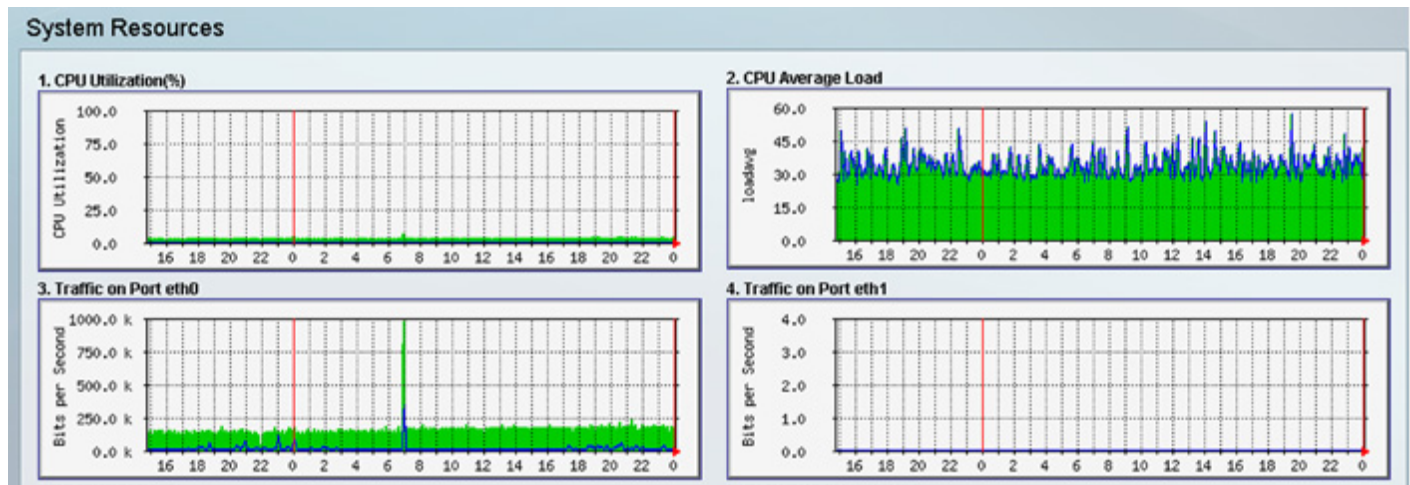 System Resources
1. CPU Utilization(%)
CPU Utilization
100.0
75.0
50.0
25.0
0.0
16 18 20 22 0 2 4 6 8 10 12 14 16 18 20 22 0
2. CPU Average Load
loadavg
60.0
45.0
30.0
15.0
0.0
16 18 20 22 0 2 4 6 8 10 12 14 16 18 20 22 0
3. Traffic on Port eth0
Bits per Second
1000.0 k
750.0 k
500.0 k
250.0 k
0.0 k
16 18 20 22 0 2 4 6 8 10 12 14 16 18 20 22 0
4. Traffic on Port eth1
Bits per Second
4.0
3.0
2.0
1.0
0.0
16 18 20 22 0 2 4 6 8 10 12 14 16 18 20 22 0